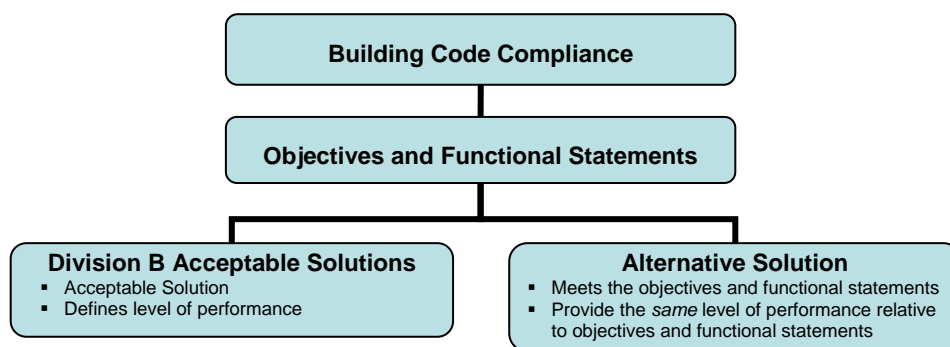 Building Code Compliance
Objectives and Functional Statements
Division B Acceptable Solutions
▪ Acceptable Solution
▪ Defines level of performance
Alternative Solution
▪ Meets the objectives and functional statements
▪ Provide the same level of performance relative
to objectives and functional statements